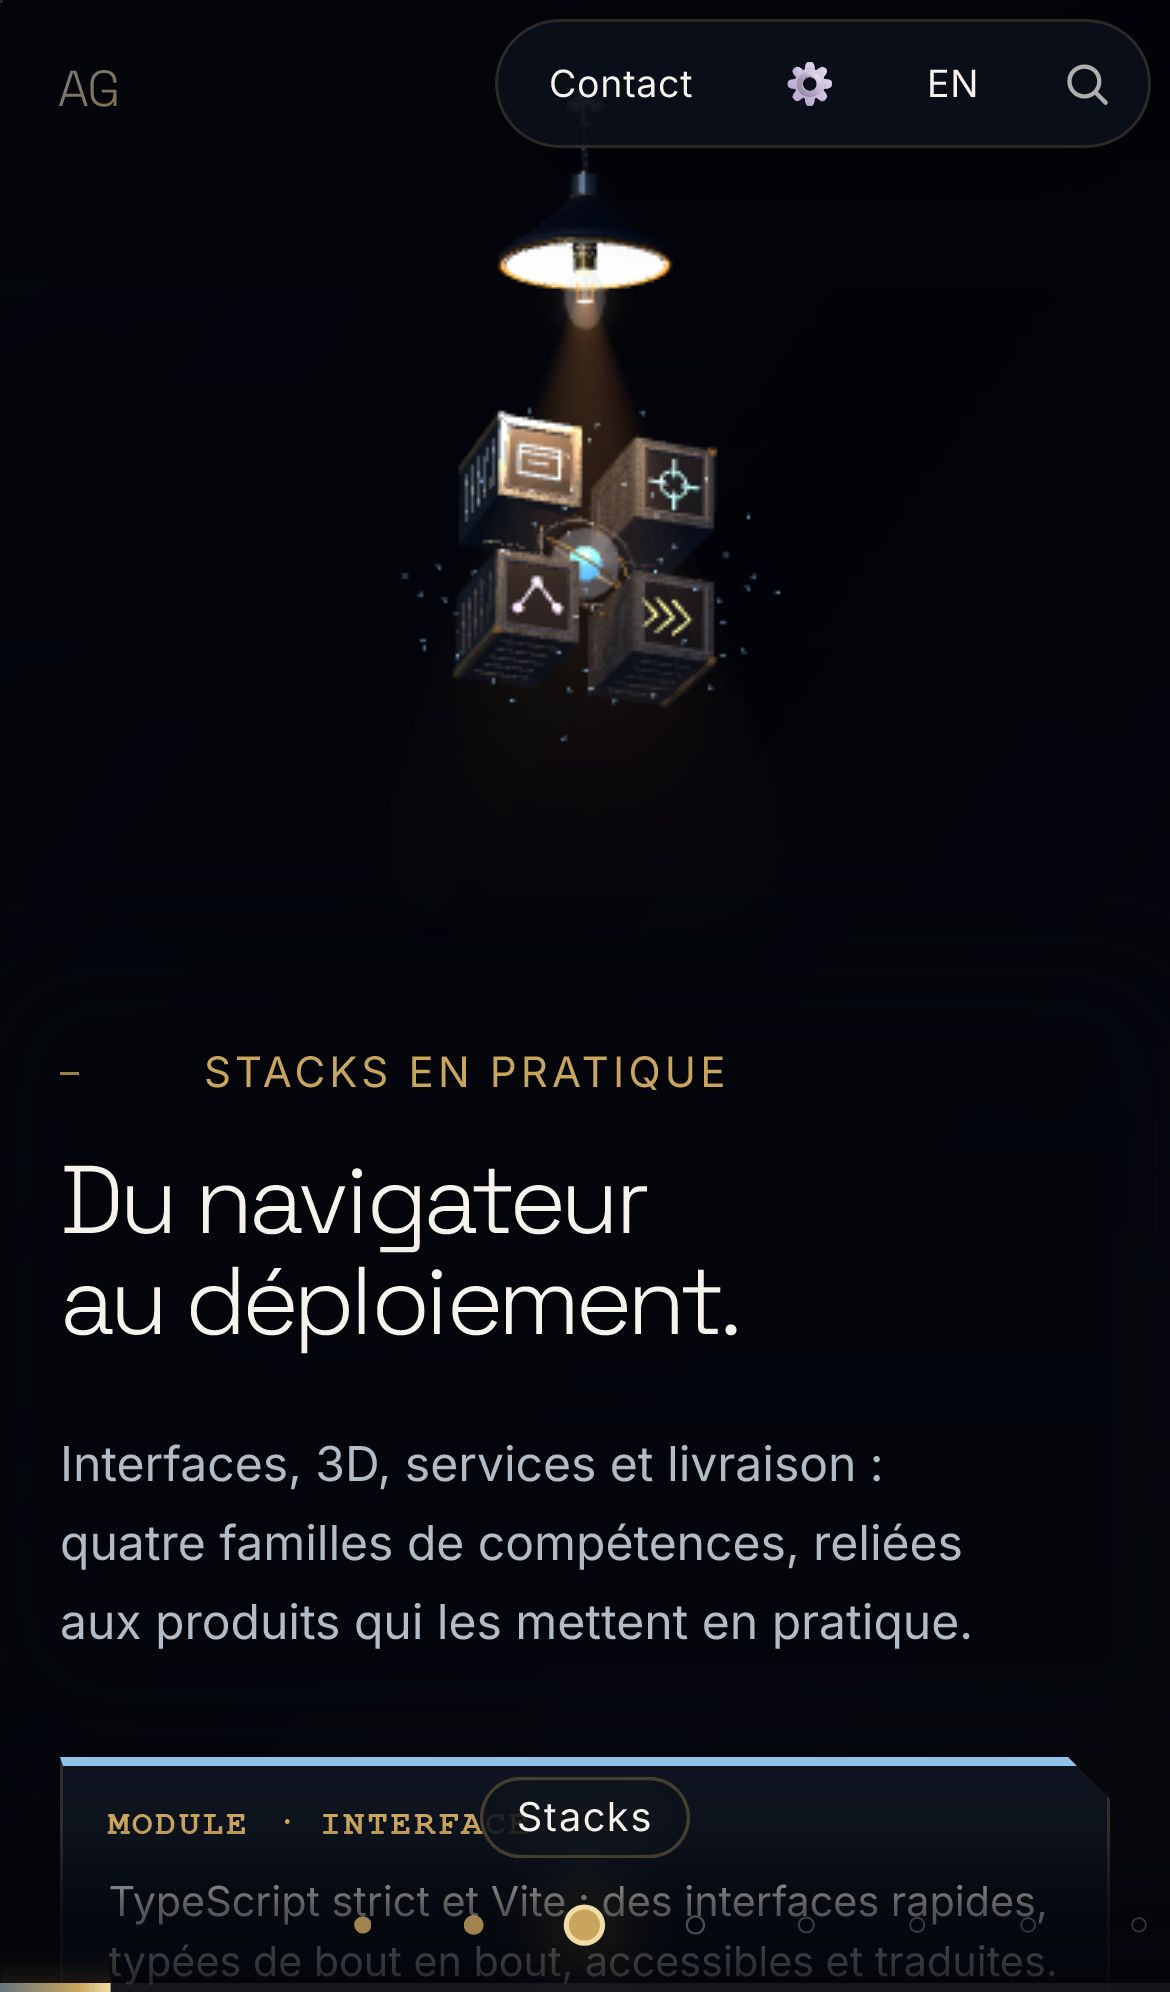 AG
Contact
EN
– STACKS EN PRATIQUE
Du navigateur
au déploiement.
Interfaces, 3D, services et livraison :
quatre familles de compétences, reliées
aux produits qui les mettent en pratique.
MODULE · INTERFACE
Stacks
TypeScript strict et Vite : des interfaces rapides,
typées de bout en bout, accessibles et traduites.